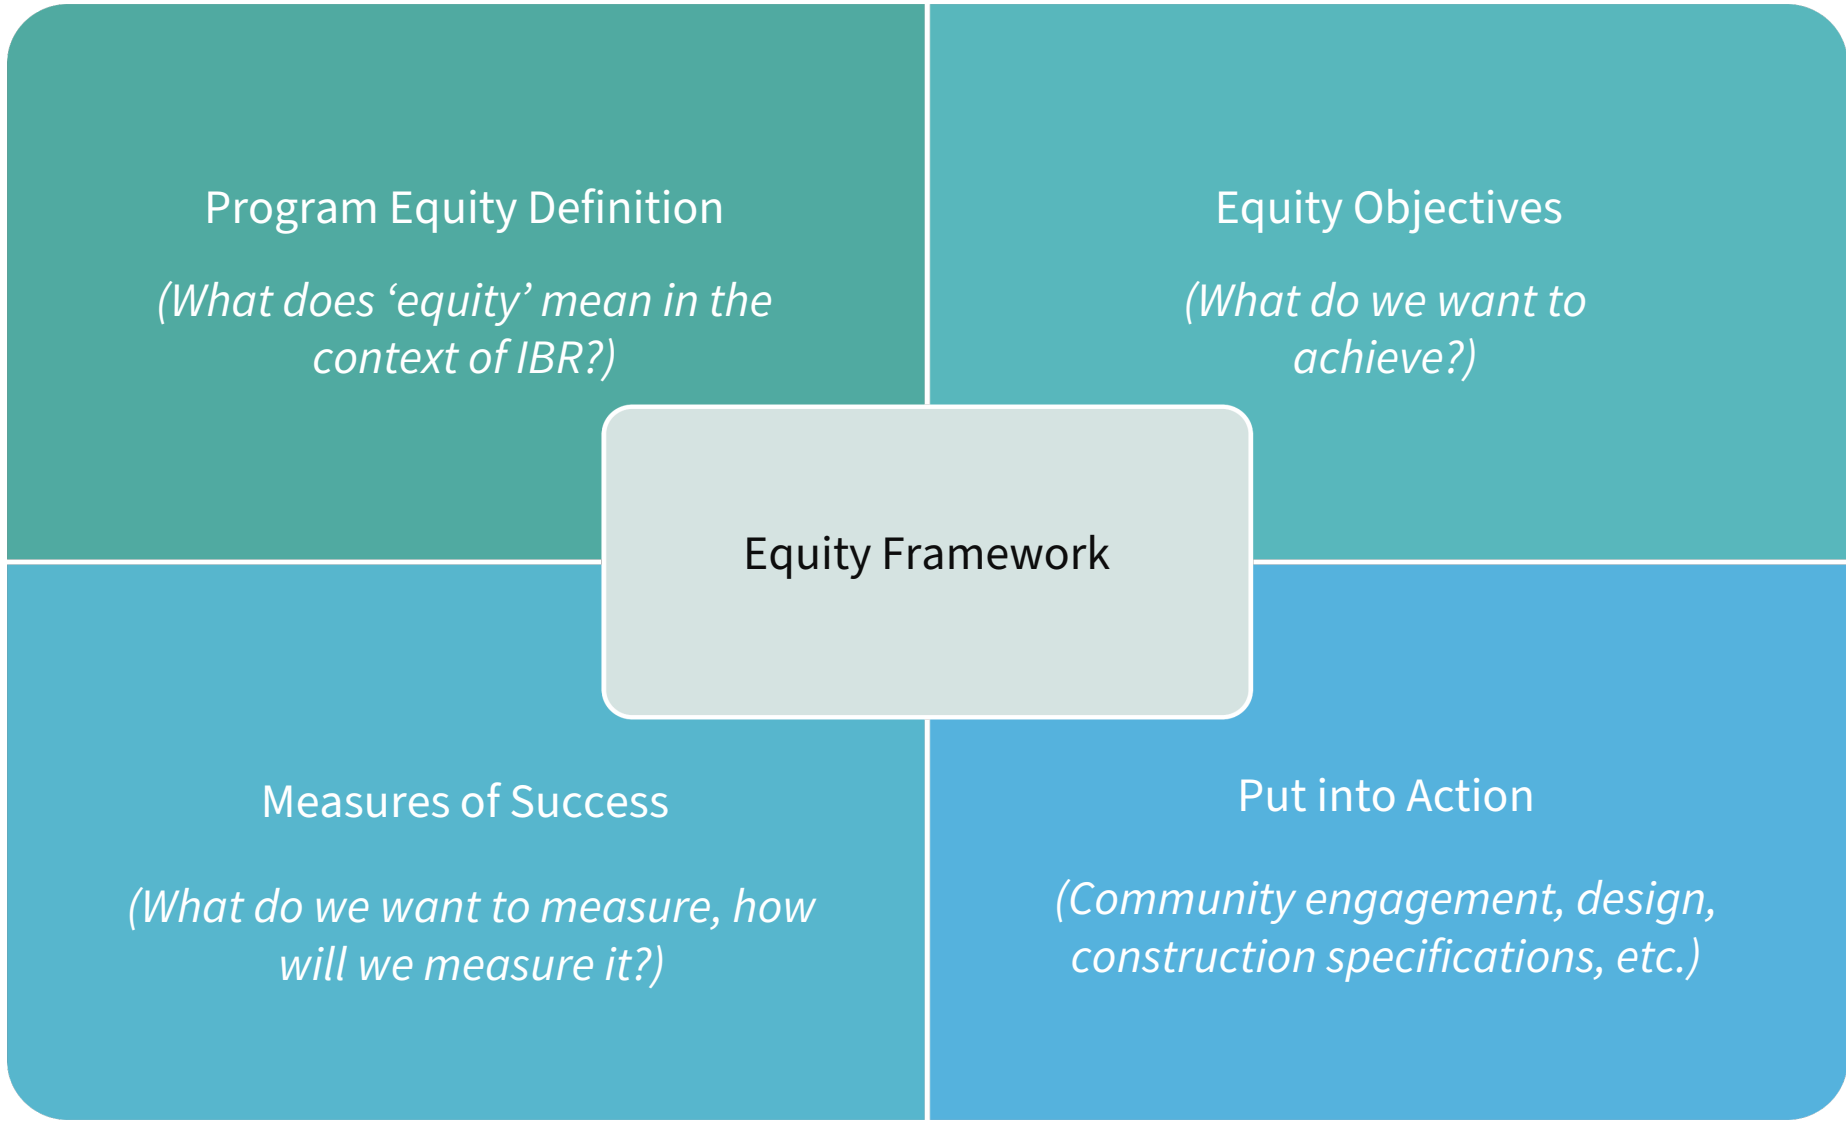 Program Equity Definition
(What does ‘equity’ mean in the
context of IBR?)
Equity Objectives
(What do we want to
achieve?)
Equity Framework
Measures of Success
(What do we want to measure, how
will we measure it?)
Put into Action
(Community engagement, design,
construction specifications, etc.)